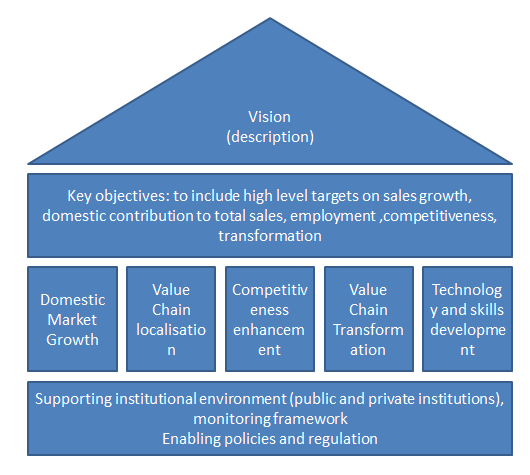 Vision
(description)
Key objectives: to include high level targets on sales growth,
domestic contribution to total sales, employment ,competitiveness,
transformation
Domestic
Market
Growth
Value
Chain
localisatio
n
Competitiv
eness
enhancem
ent
Value
Chain
Transform
ation
Technolog
y and skills
developme
nt
Supporting institutional environment (public and private institutions),
monitoring framework
Enabling policies and regulation